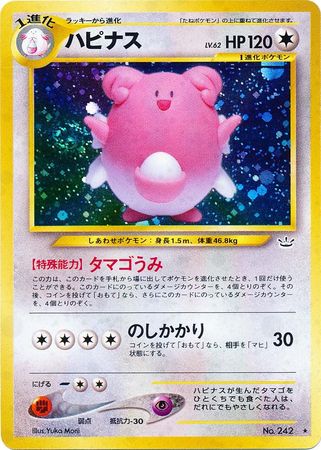 1進化
ラッキーから進化
「たねポケモン」の上に重ねて進化させます。
ハピナス
LV.62 HP120
1進化ポケモン
しあわせポケモン：身長1.5m、体重46.8kg
【特殊能力】タマゴうみ
この力は、このカードを手札から場に出してポケモンを進化させたとき、1回だけ使う
ことができる。このカードにのっているダメージカウンターを、4個とりのぞく。その
後、コインを投げて「おもて」なら、さらにこのカードにのっているダメージカウンター
を、4個とりのぞく。
のしかかり 30
コインを投げて「おもて」なら、相手を「マヒ」
状態にする。
にげる
弱点
抵抗力-30
ハピナスが生んだタマゴを
ひとくちでも食べた人は、
だれにでもやさしくなれる。
Illus.Yuka Morii
No.242 ★